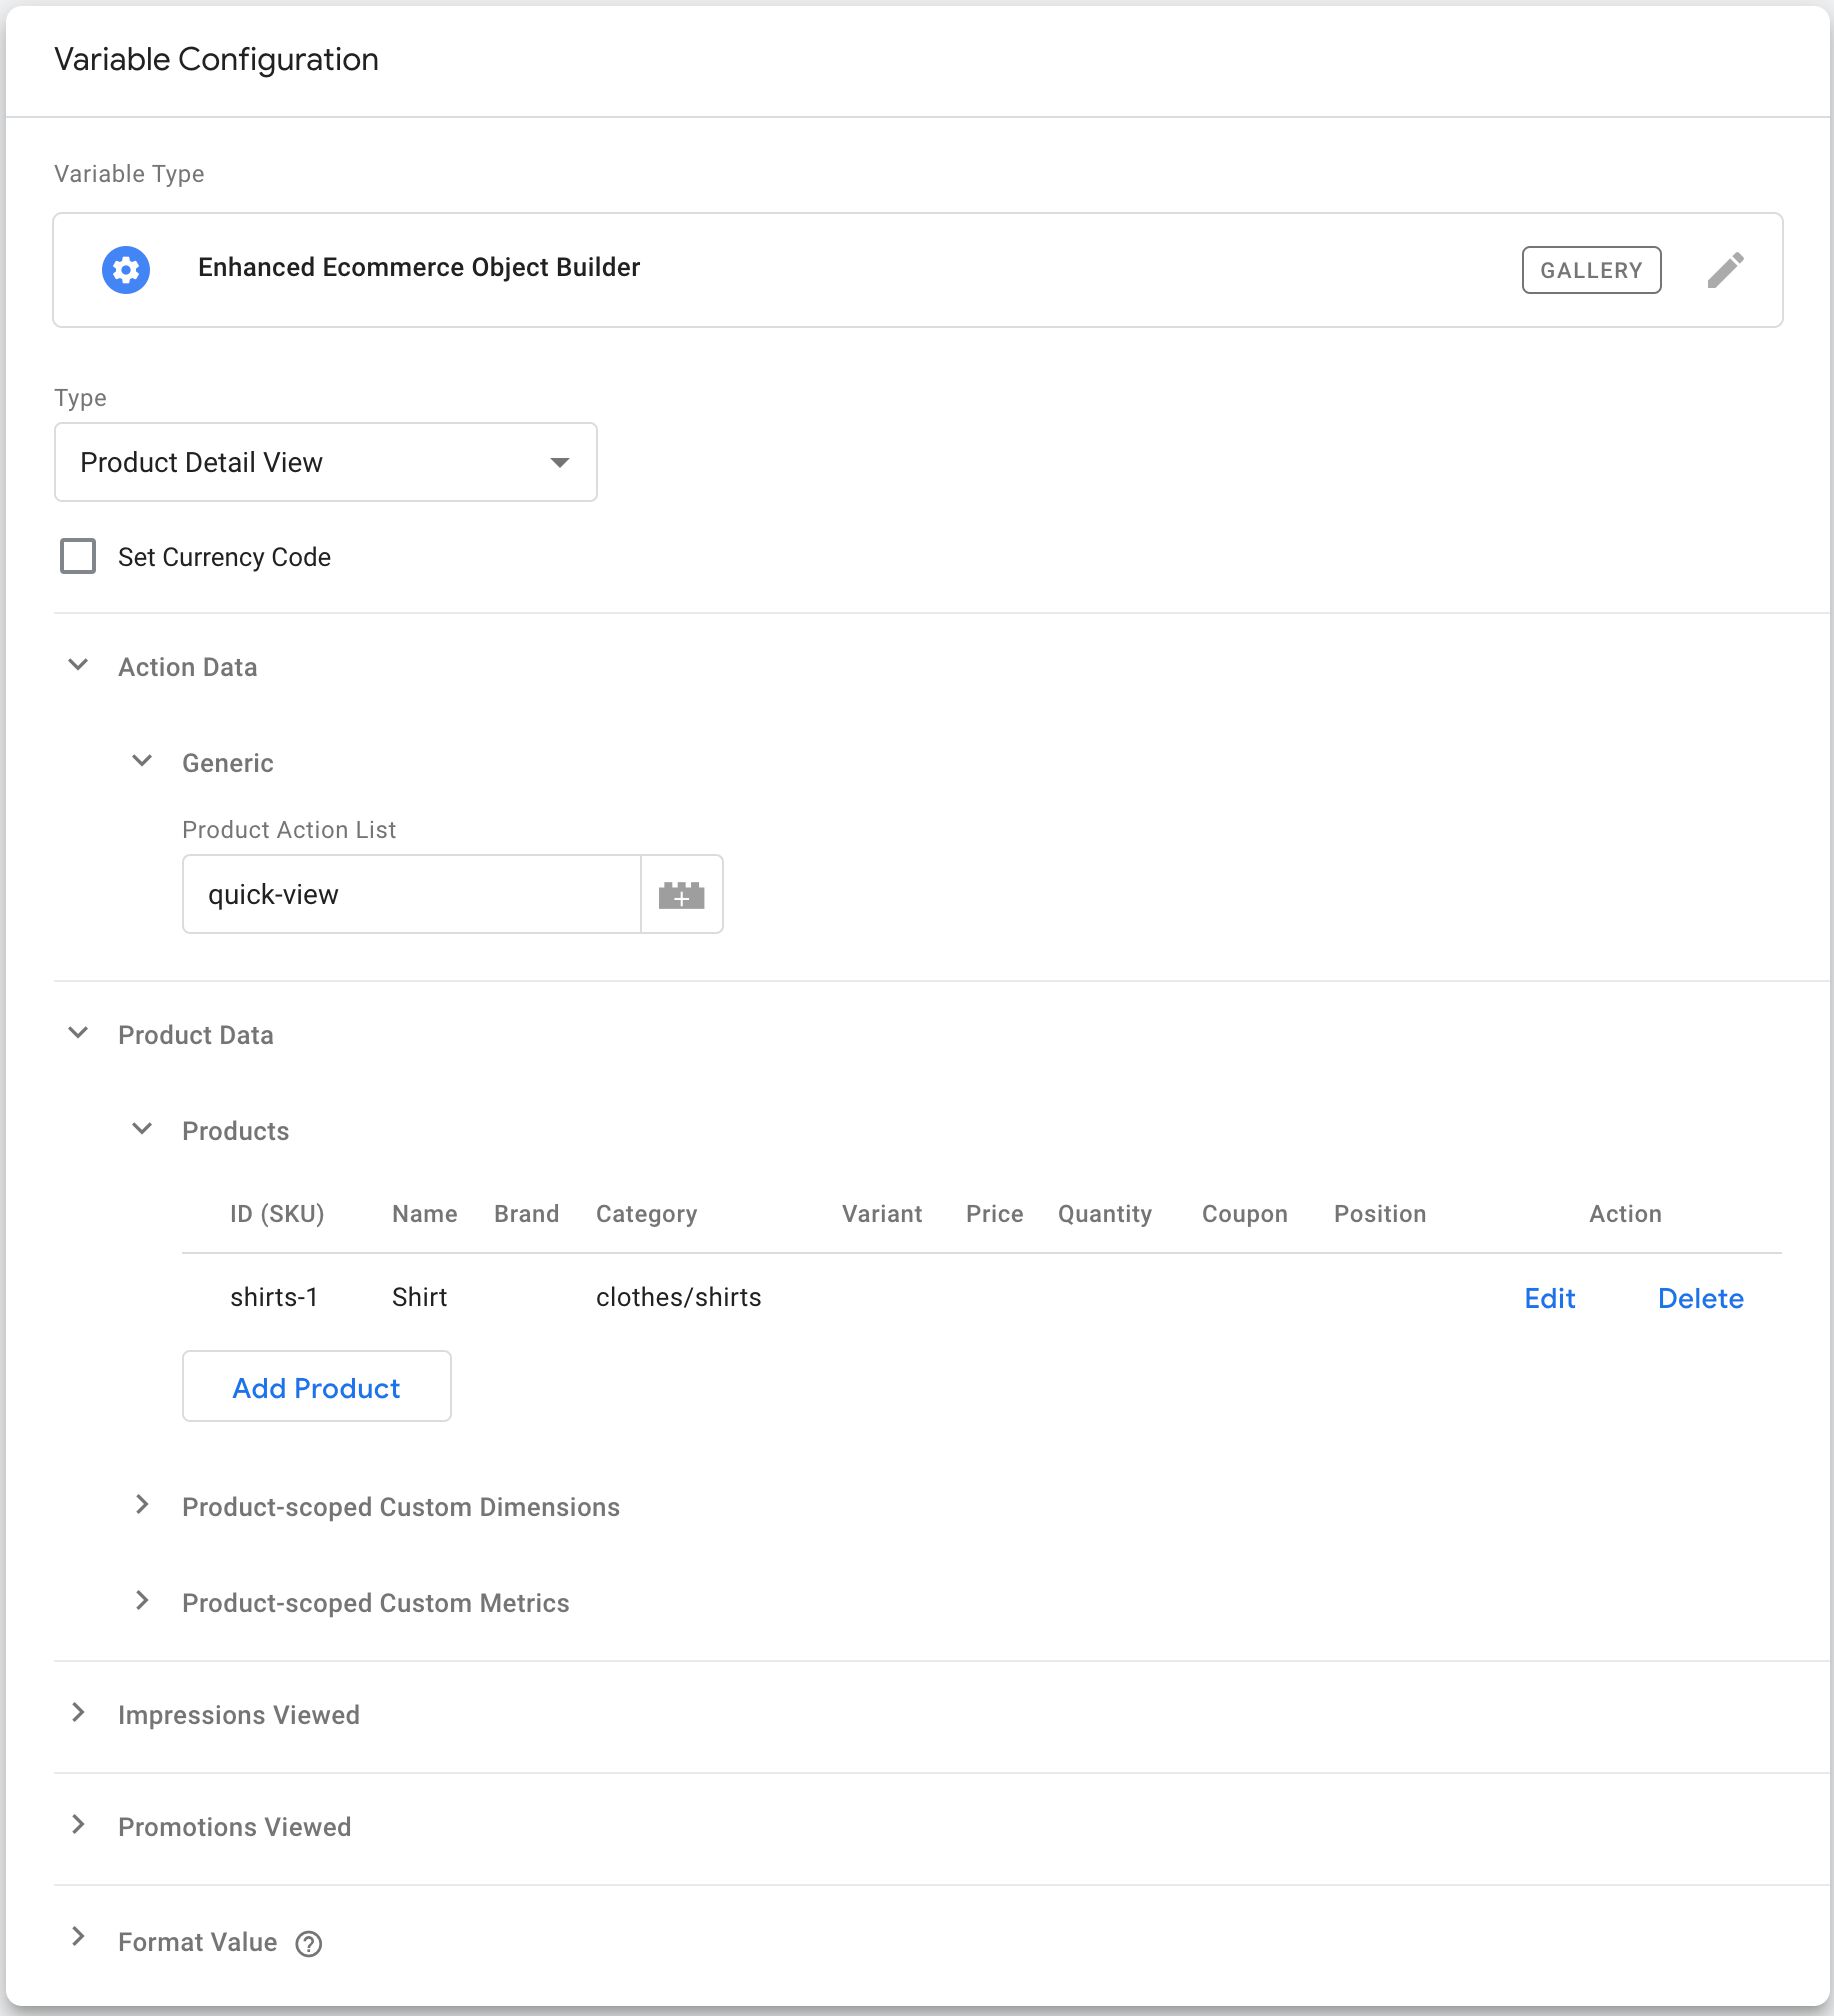 Variable Configuration
Variable Type
Enhanced Ecommerce Object Builder GALLERY
Type
Product Detail View
Set Currency Code
Action Data
Generic
Product Action List
quick-view
Product Data
Products
ID (SKU) Name Brand Category Variant Price Quantity Coupon Position Action
shirts-1 Shirt clothes/shirts Edit Delete
Add Product
Product-scoped Custom Dimensions
Product-scoped Custom Metrics
Impressions Viewed
Promotions Viewed
Format Value ?